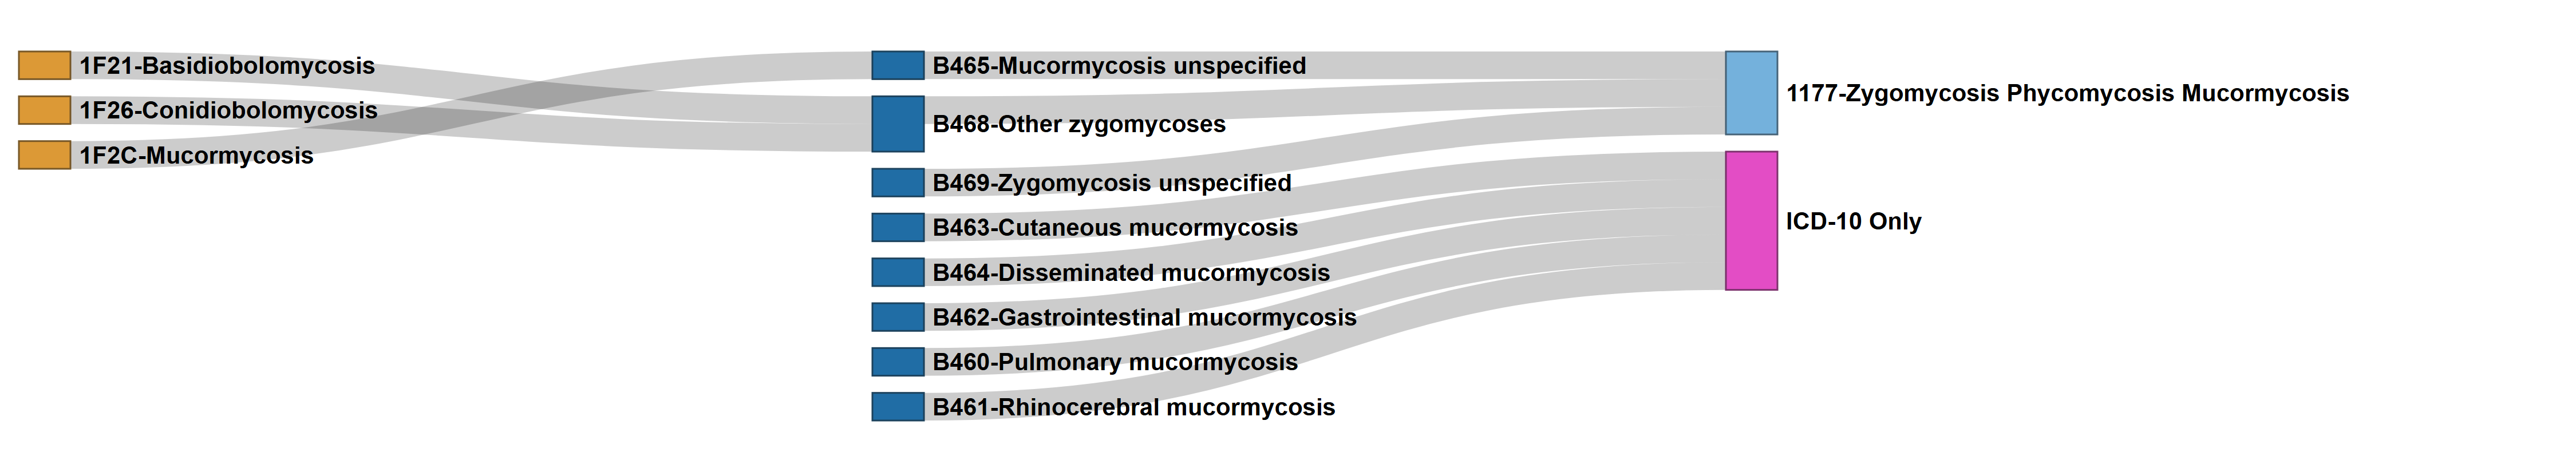 1F21-Basidiobolomycosis
1F26-Conidiobolomycosis
1F2C-Mucormycosis
B465-Mucormycosis unspecified
B468-Other zygomycoses
B469-Zygomycosis unspecified
B463-Cutaneous mucormycosis
B464-Disseminated mucormycosis
B462-Gastrointestinal mucormycosis
B460-Pulmonary mucormycosis
B461-Rhinocerebral mucormycosis
1177-Zygomycosis Phycomycosis Mucormycosis
ICD-10 Only